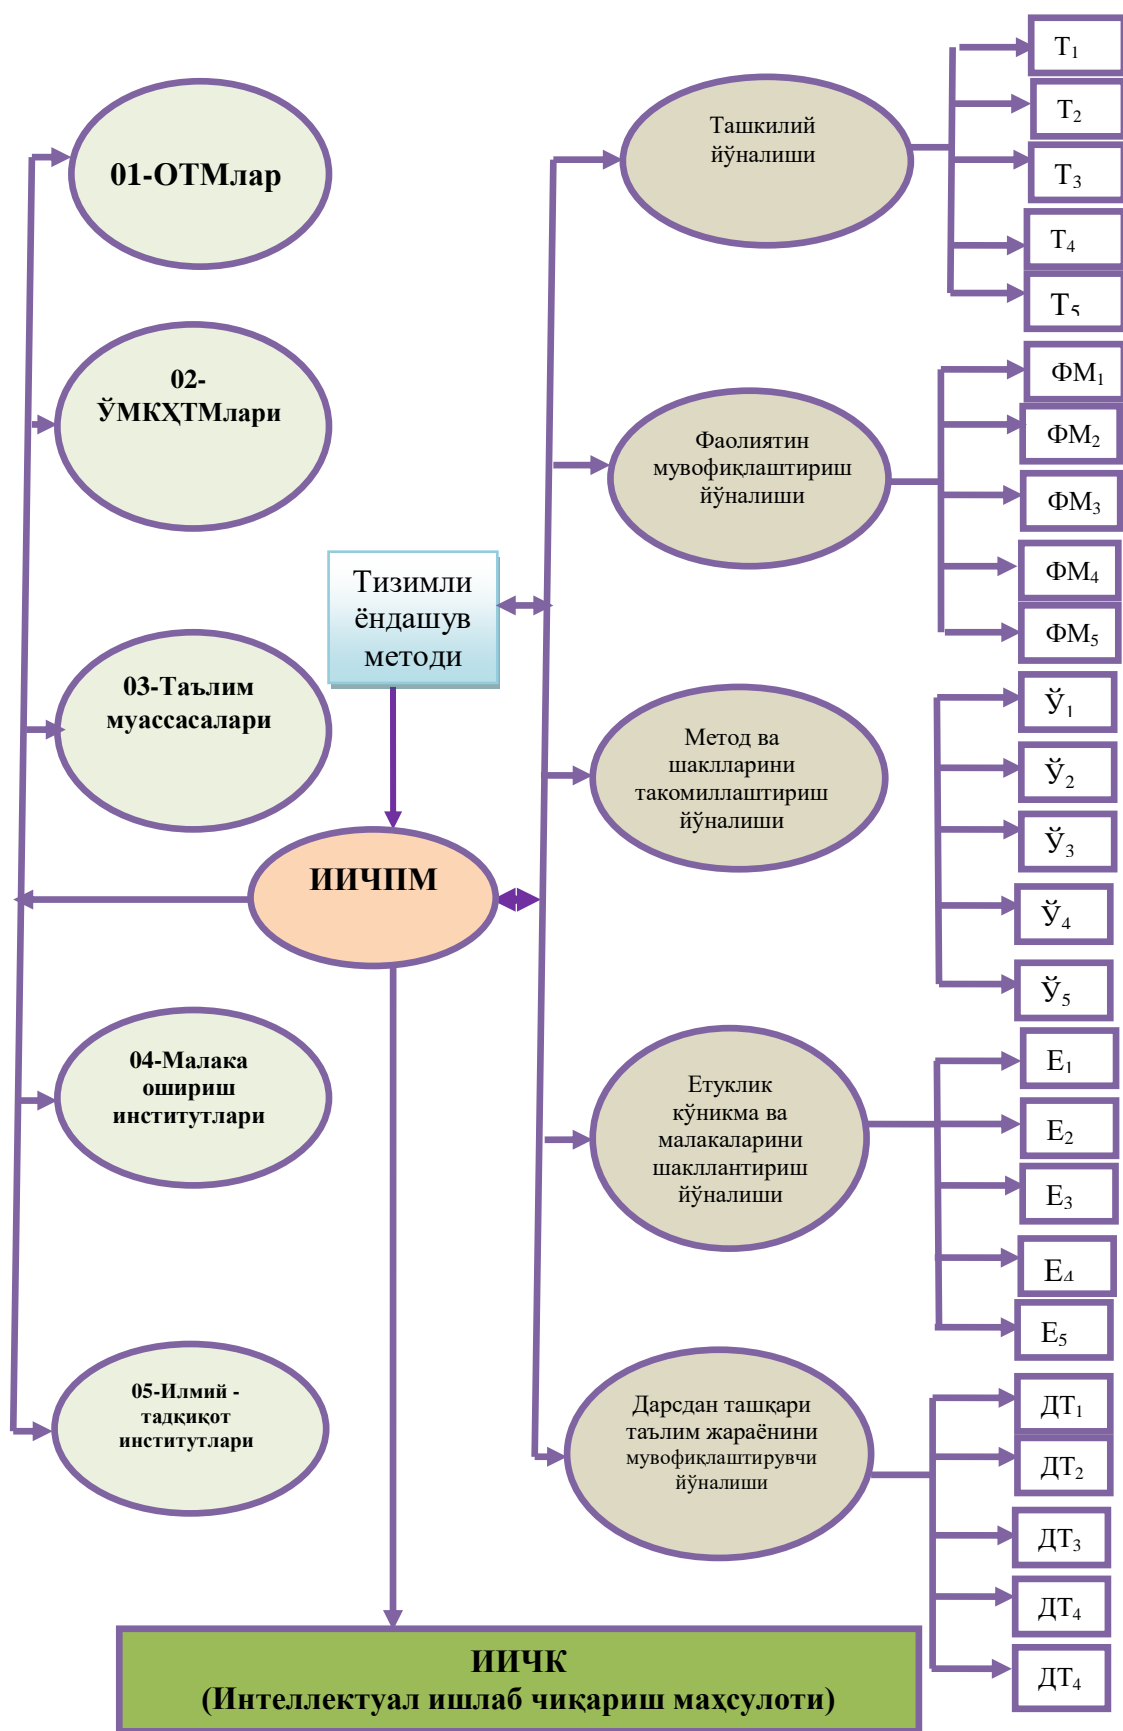 01-ОТМлар
02-
ЎМКҲТМлари
03-Таълим
муассасалари
04-Малака
ошириш
институтлари
05-Илмий -
тадқиқот
институтлари
Тизимли
ёндашув
методи
ИИЧПМ
Ташкилий
йўналиши
Фаолиятин
мувофиқлаштириш
йўналиши
Метод ва
шаклларини
такомиллаштириш
йўналиши
Етуклик
кўникма ва
малакаларини
шакллантириш
йўналиши
Дарсдан ташқари
таълим жараёнини
мувофиқлаштирувчи
йўналиши
Т₁
Т₂
Т₃
Т₄
Т₅
ФМ₁
ФМ₂
ФМ₃
ФМ₄
ФМ₅
Ў₁
Ў₂
Ў₃
Ў₄
Ў₅
Е₁
Е₂
Е₃
Е₄
Е₅
ДТ₁
ДТ₂
ДТ₃
ДТ₄
ДТ₄
ИИЧК
(Интеллектуал ишлаб чиқариш маҳсулоти)